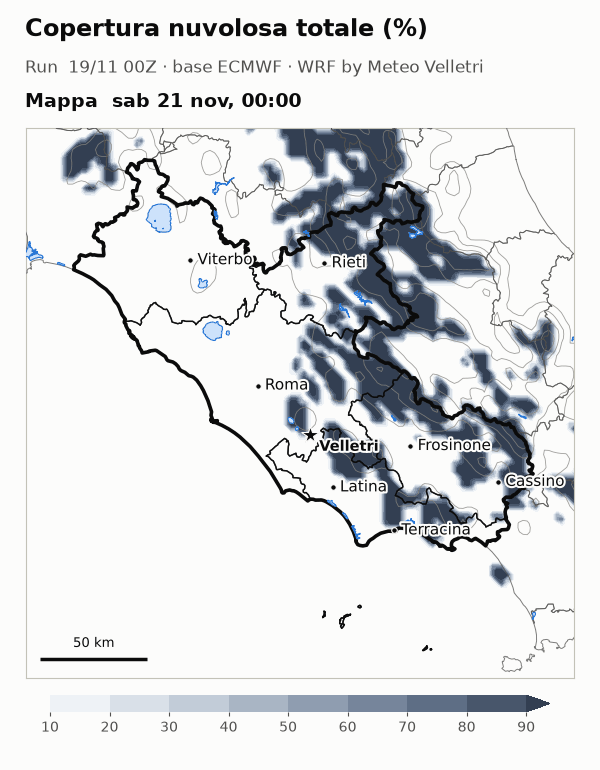 Copertura nuvolosa totale (%)
Run  19/11 00Z · base ECMWF · WRF by Meteo Velletri
Mappa  sab 21 nov, 00:00
Viterbo
Rieti
Roma
Velletri
Frosinone
Latina
Cassino
Terracina
50 km
10 20 30 40 50 60 70 80 90